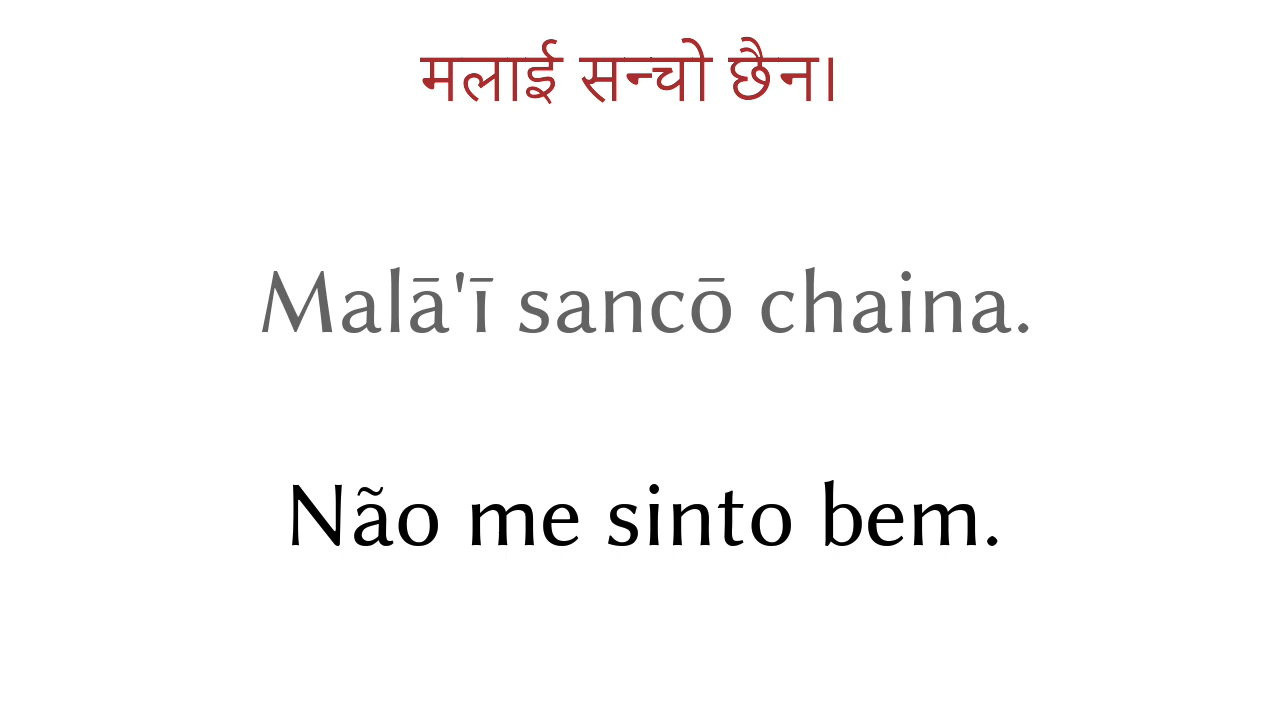 मलाई सन्चो छैन।
Malā'ī sancō chaina.
Não me sinto bem.